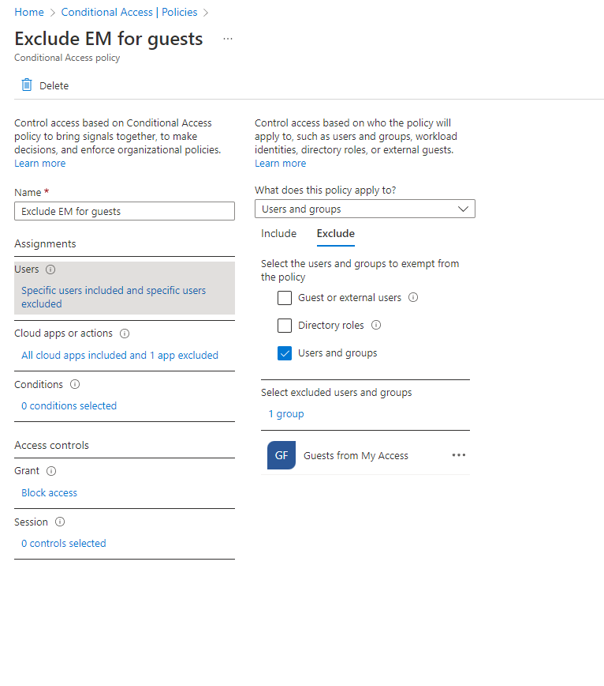 Home > Conditional Access | Policies >
Exclude EM for guests ...
Conditional Access policy
Delete
Control access based on Conditional Access
policy to bring signals together, to make
decisions, and enforce organizational policies.
Learn more
Name *
Exclude EM for guests
Assignments
Users
Specific users included and specific users
excluded
Cloud apps or actions
All cloud apps included and 1 app excluded
Conditions
0 conditions selected
Access controls
Grant
Block access
Session
0 controls selected
Control access based on who the policy will
apply to, such as users and groups, workload
identities, directory roles, or external guests.
Learn more
What does this policy apply to?
Users and groups
Include Exclude
Select the users and groups to exempt from
the policy
Guest or external users
Directory roles
Users and groups
Select excluded users and groups
1 group
GF Guests from My Access ...